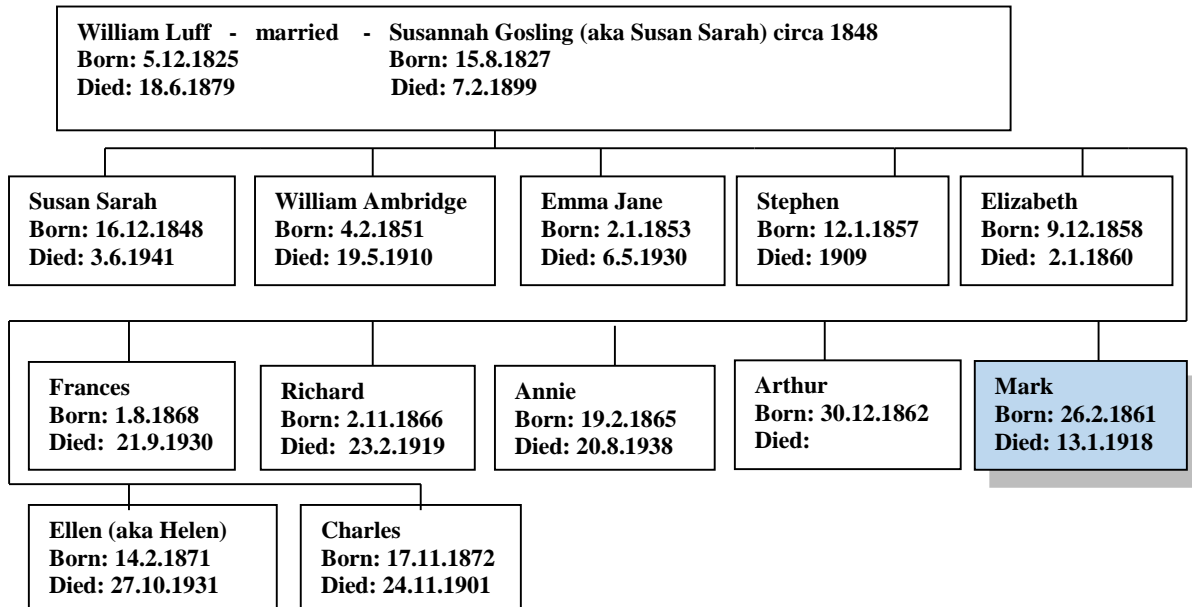 William Luff - married - Susannah Gosling (aka Susan Sarah) circa 1848
Born: 5.12.1825 Born: 15.8.1827
Died: 18.6.1879 Died: 7.2.1899
Susan Sarah
Born: 16.12.1848
Died: 3.6.1941
William Ambridge
Born: 4.2.1851
Died: 19.5.1910
Emma Jane
Born: 2.1.1853
Died: 6.5.1930
Stephen
Born: 12.1.1857
Died: 1909
Elizabeth
Born: 9.12.1858
Died: 2.1.1860
Frances
Born: 1.8.1868
Died: 21.9.1930
Richard
Born: 2.11.1866
Died: 23.2.1919
Annie
Born: 19.2.1865
Died: 20.8.1938
Arthur
Born: 30.12.1862
Died:
Mark
Born: 26.2.1861
Died: 13.1.1918
Ellen (aka Helen)
Born: 14.2.1871
Died: 27.10.1931
Charles
Born: 17.11.1872
Died: 24.11.1901